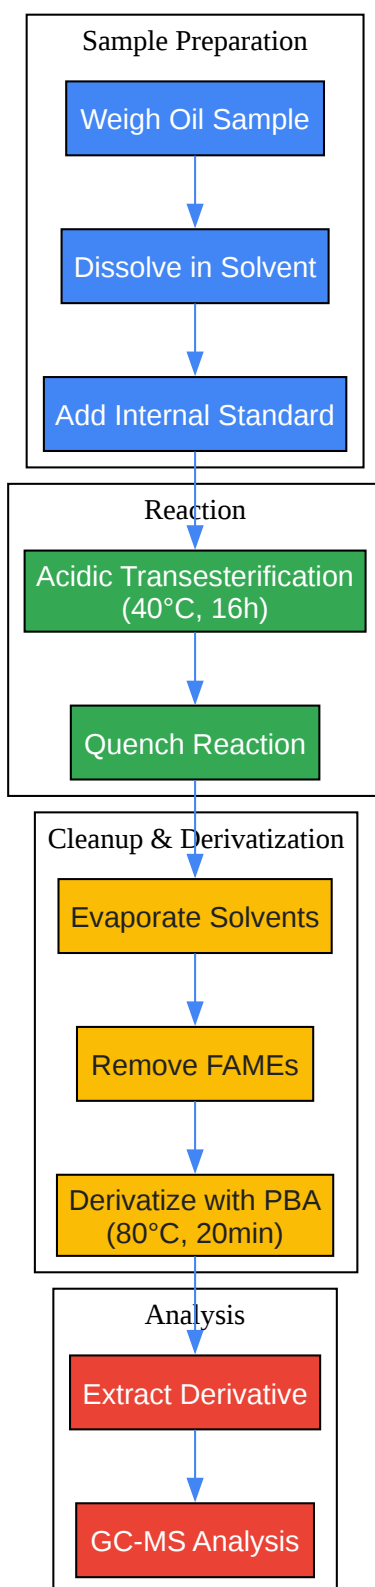 Sample Preparation
Weigh Oil Sample
Dissolve in Solvent
Add Internal Standard
Reaction
Acidic Transesterification
(40°C, 16h)
Quench Reaction
Cleanup & Derivatization
Evaporate Solvents
Remove FAMEs
Derivatize with PBA
(80°C, 20min)
Analysis
Extract Derivative
GC-MS Analysis